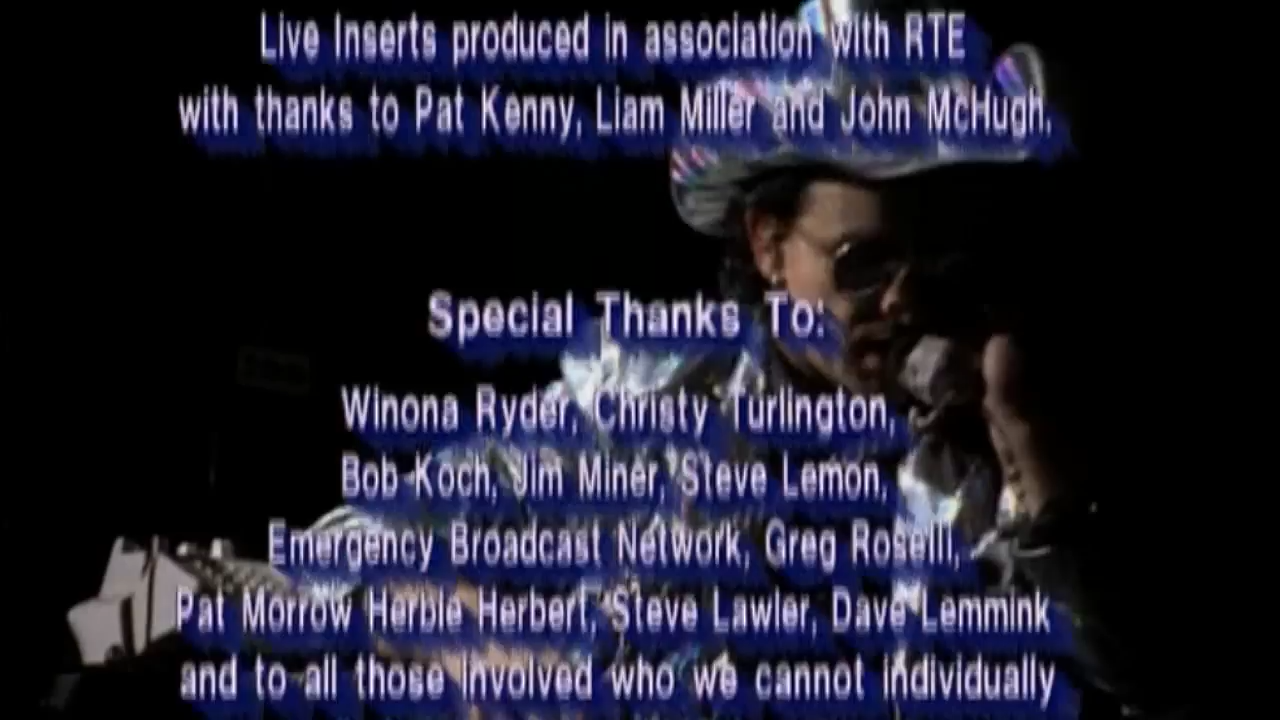 Live Inserts produced in association with RTE
with thanks to Pat Kenny, Liam Miller and John McHugh.
Special Thanks To:
Winona Ryder, Christy Turlington,
Bob Koch, Jim Miner, Steve Lemon,
Emergency Broadcast Network, Greg Roselli,
Pat Morrow Herbie Herbert, Steve Lawler, Dave Lemmink
and to all those involved who we cannot individually